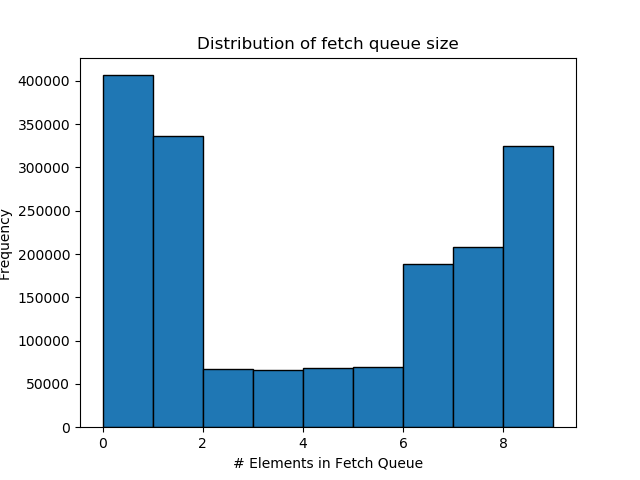 Distribution of fetch queue size
400000
350000
300000
250000
200000
150000
100000
50000
0
Frequency
0 2 4 6 8
# Elements in Fetch Queue